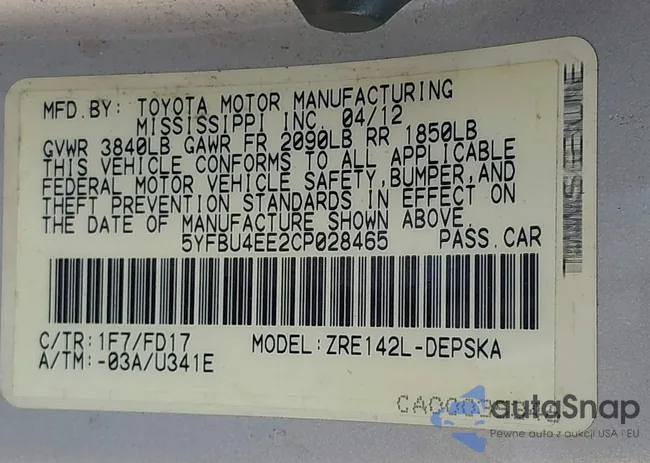 MFD. BY: TOYOTA MOTOR MANUFACTURING
MISSISSIPPI INC. 04/12
GVWR 3840LB GAWR FR 2090LB RR 1850LB
THIS VEHICLE CONFORMS TO ALL APPLICABLE
FEDERAL MOTOR VEHICLE SAFETY,BUMPER,AND
THEFT PREVENTION STANDARDS IN EFFECT ON
THE DATE OF MANUFACTURE SHOWN ABOVE.
5YFBU4EE2CP028465 PASS.CAR
C/TR:1F7/FD17 MODEL:ZRE142L-DEPSKA
A/TM:-03A/U341E
autoSnap
Pewne auta z aukcji USA i EU